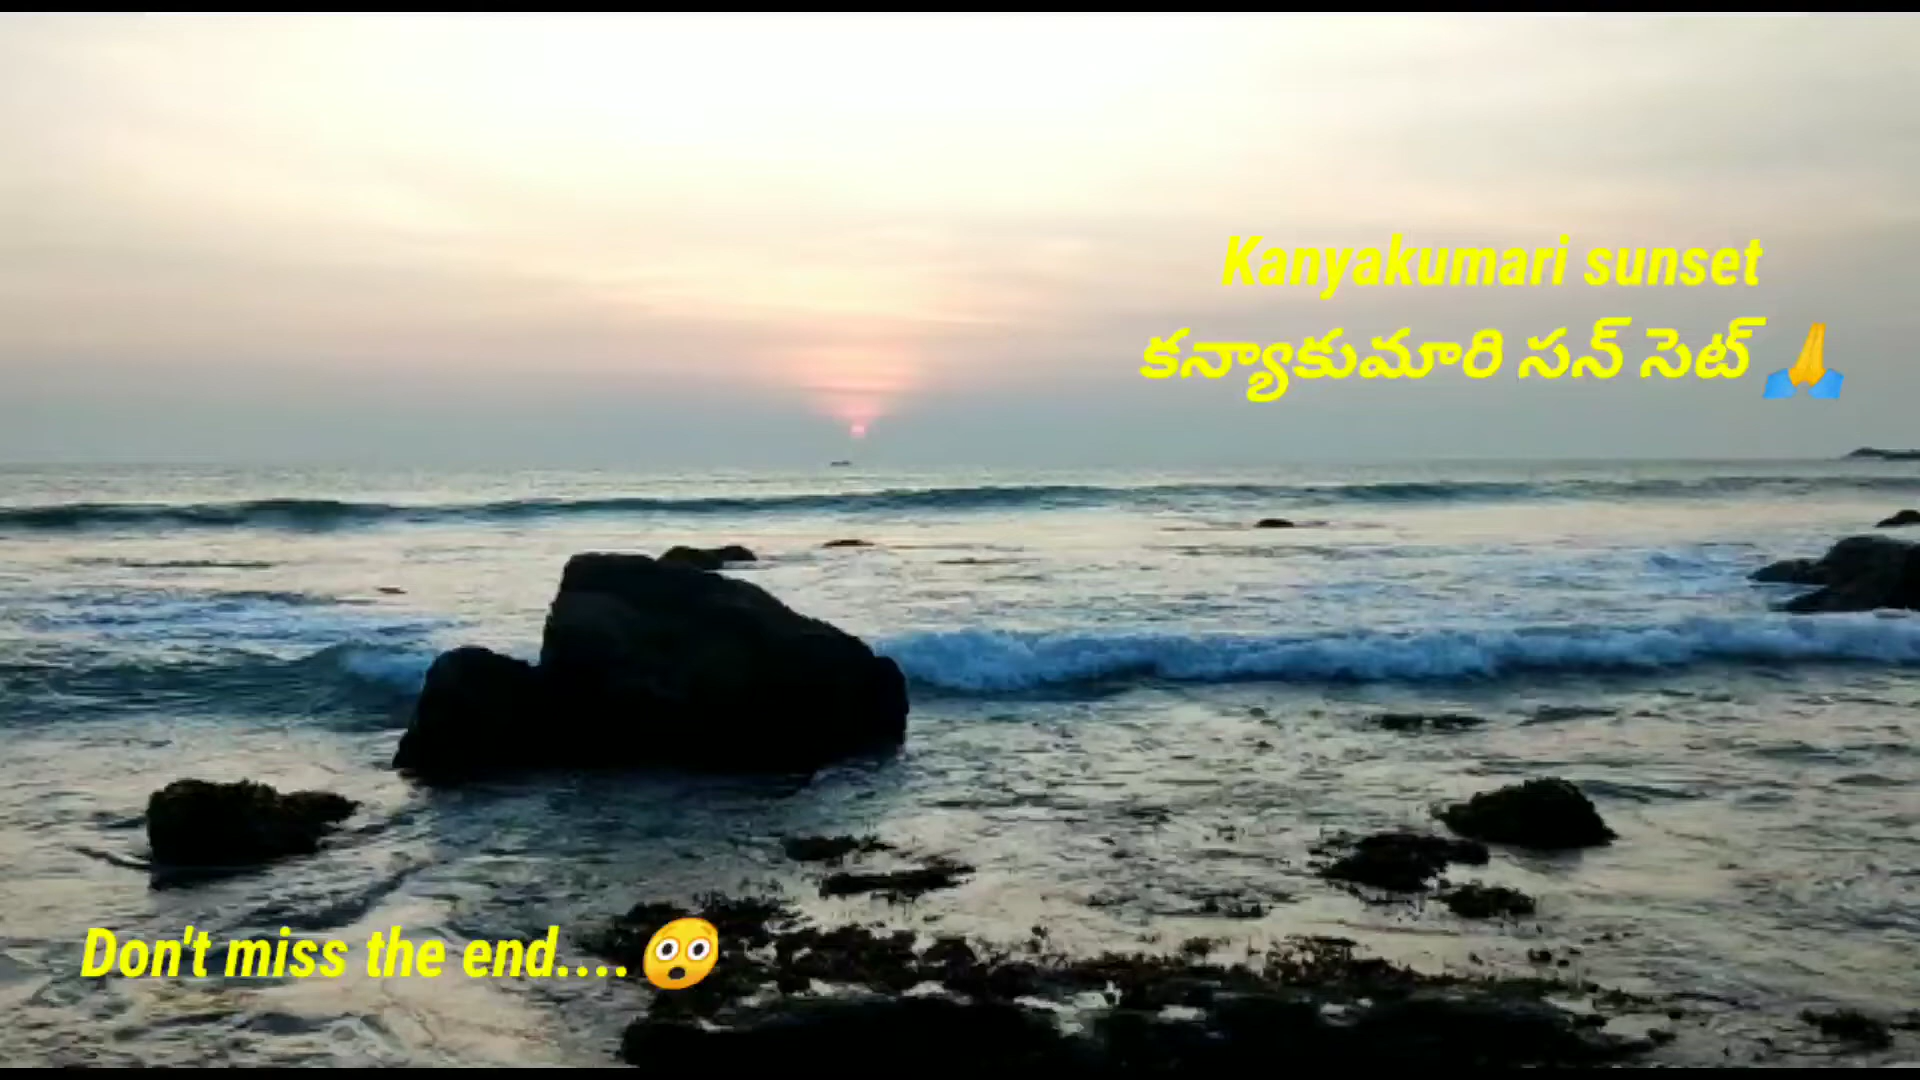 Kanyakumari sunset
కన్యాకుమారి సన్ సెట్ 🙏
Don't miss the end.... 😲